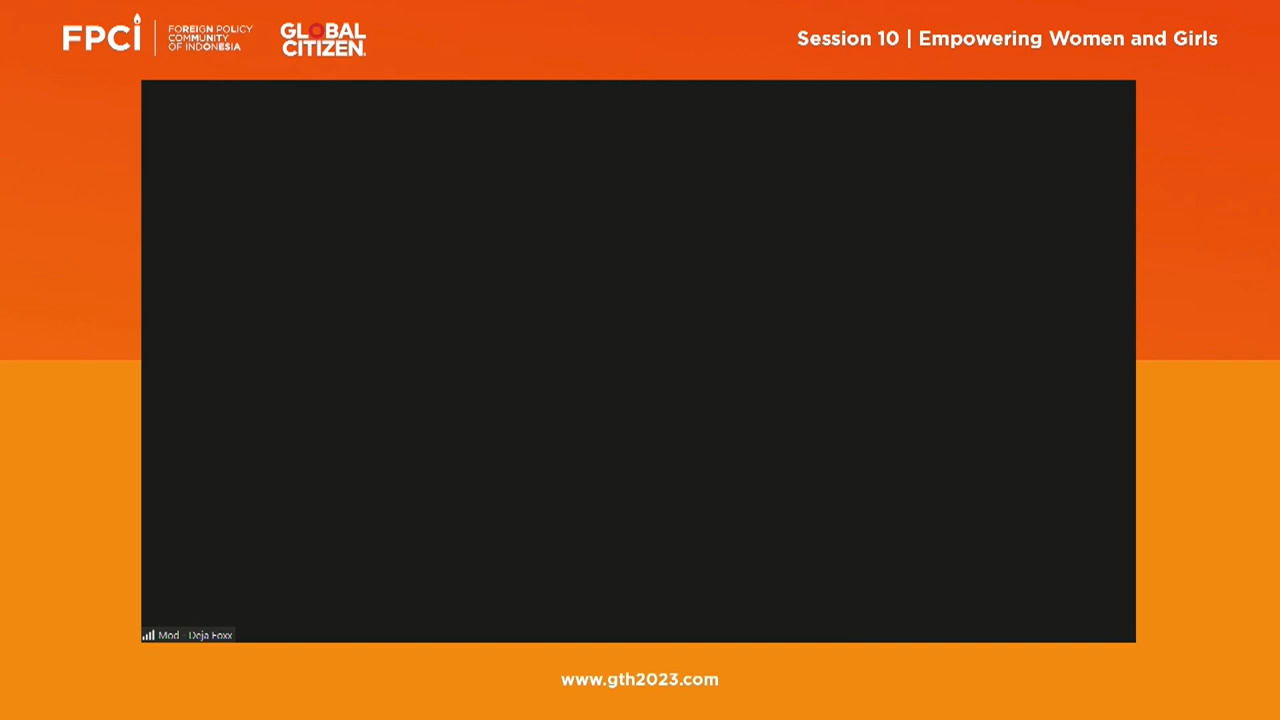 FPCI
FOREIGN POLICY
COMMUNITY
OF INDONESIA
GLOBAL
CITIZEN.
Session 10 | Empowering Women and Girls
Mod - Deja Foxx
www.gth2023.com